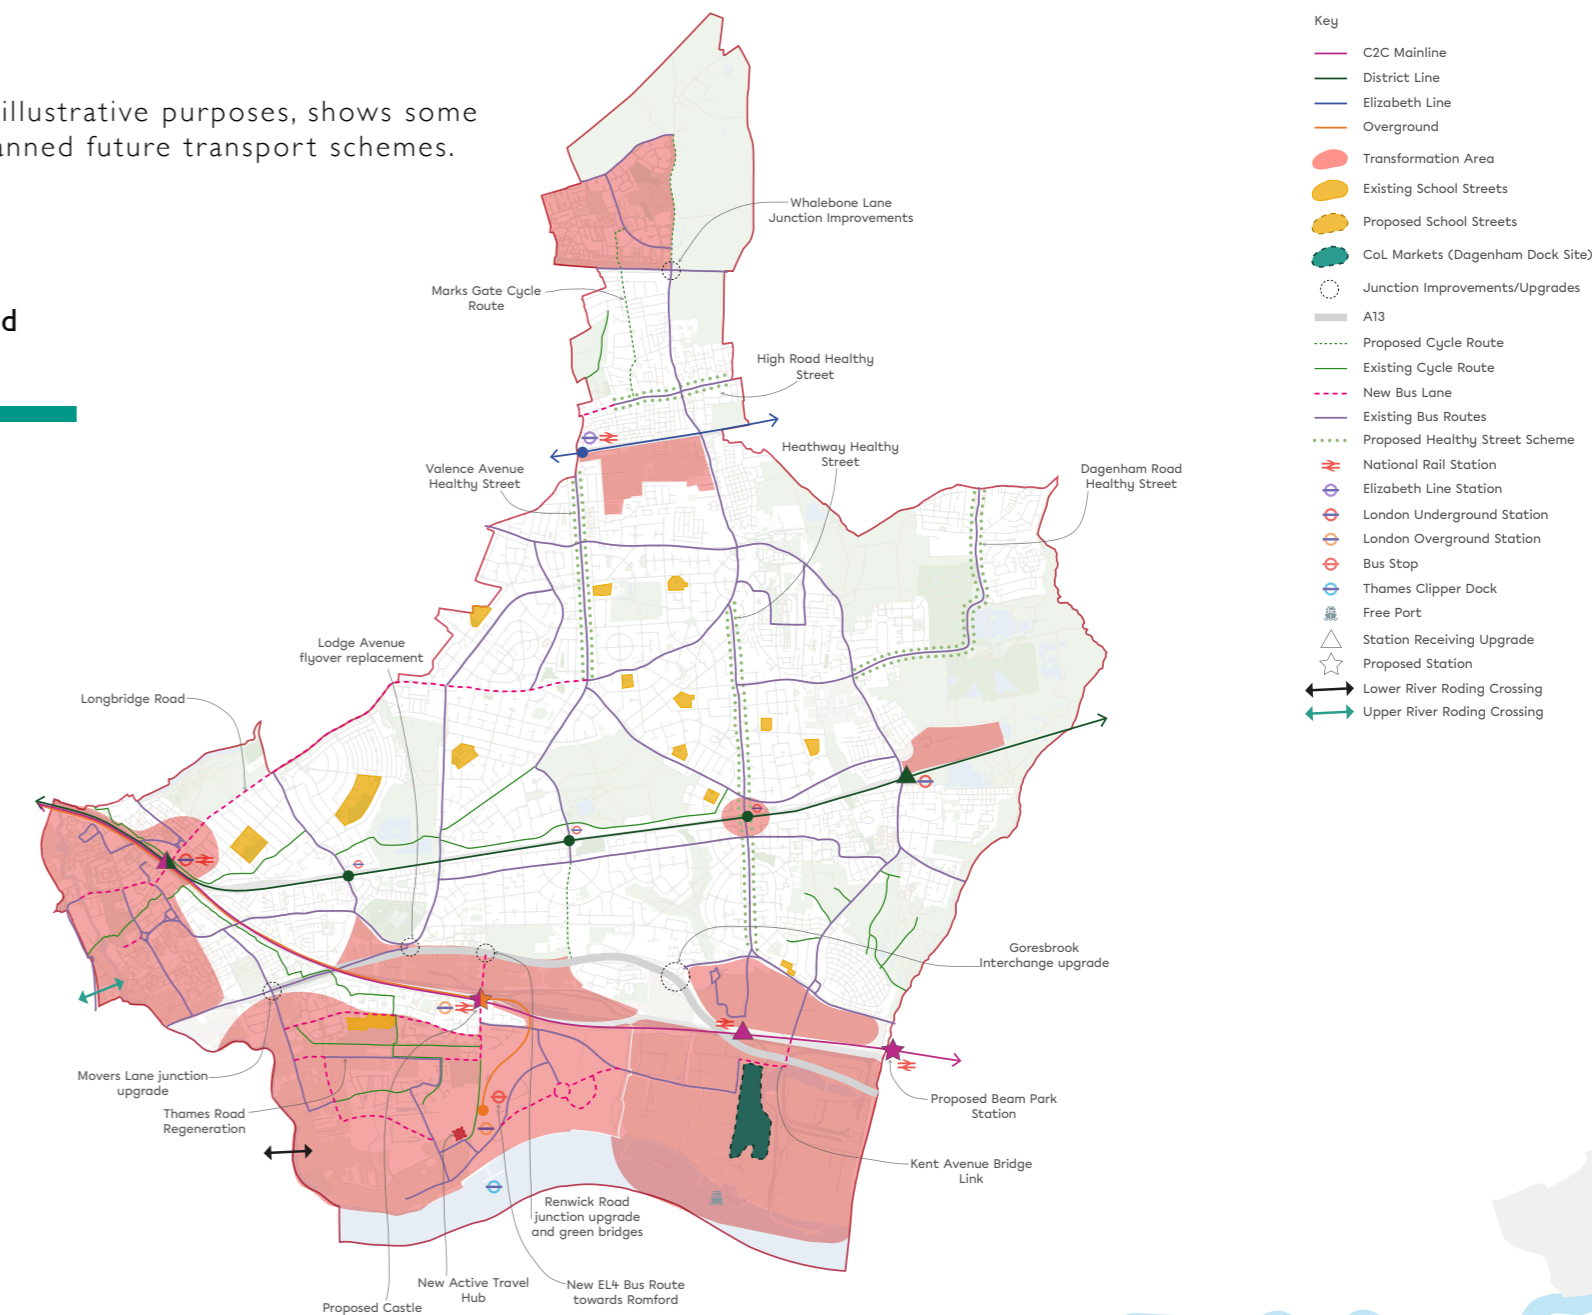 illustrative purposes, shows some
anned future transport schemes.
d
Whalebone Lane
Junction Improvements
Marks Gate Cycle
Route
High Road Healthy
Street
Heathway Healthy
Street
Valence Avenue
Healthy Street
Dagenham Road
Healthy Street
Lodge Avenue
flyover replacement
Longbridge Road
Goresbrook
Interchange upgrade
Movers Lane junction
upgrade
Thames Road
Regeneration
Proposed Beam Park
Station
Kent Avenue Bridge
Link
Renwick Road
junction upgrade
and green bridges
New Active Travel
Hub
New EL4 Bus Route
towards Romford
Proposed Castle
Key
C2C Mainline
District Line
Elizabeth Line
Overground
Transformation Area
Existing School Streets
Proposed School Streets
CoL Markets (Dagenham Dock Site)
Junction Improvements/Upgrades
A13
Proposed Cycle Route
Existing Cycle Route
New Bus Lane
Existing Bus Routes
Proposed Healthy Street Scheme
National Rail Station
Elizabeth Line Station
London Underground Station
London Overground Station
Bus Stop
Thames Clipper Dock
Free Port
Station Receiving Upgrade
Proposed Station
Lower River Roding Crossing
Upper River Roding Crossing